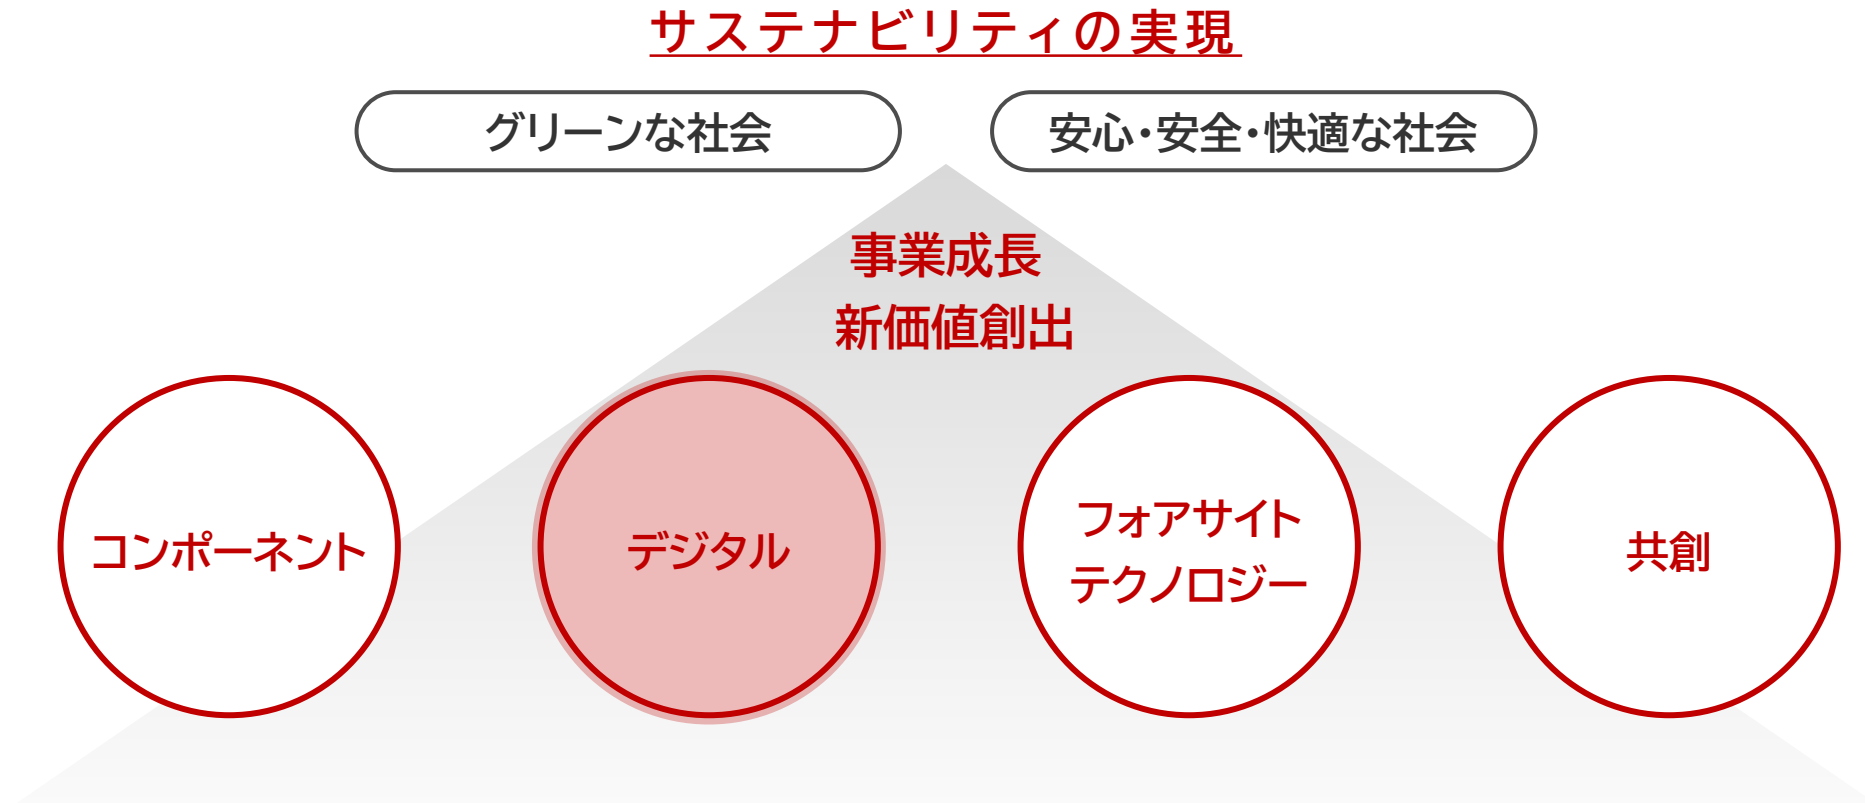 サステナビリティの実現
グリーンな社会
安心・安全・快適な社会
事業成長
新価値創出
コンポーネント
デジタル
フォアサイト
テクノロジー
共創